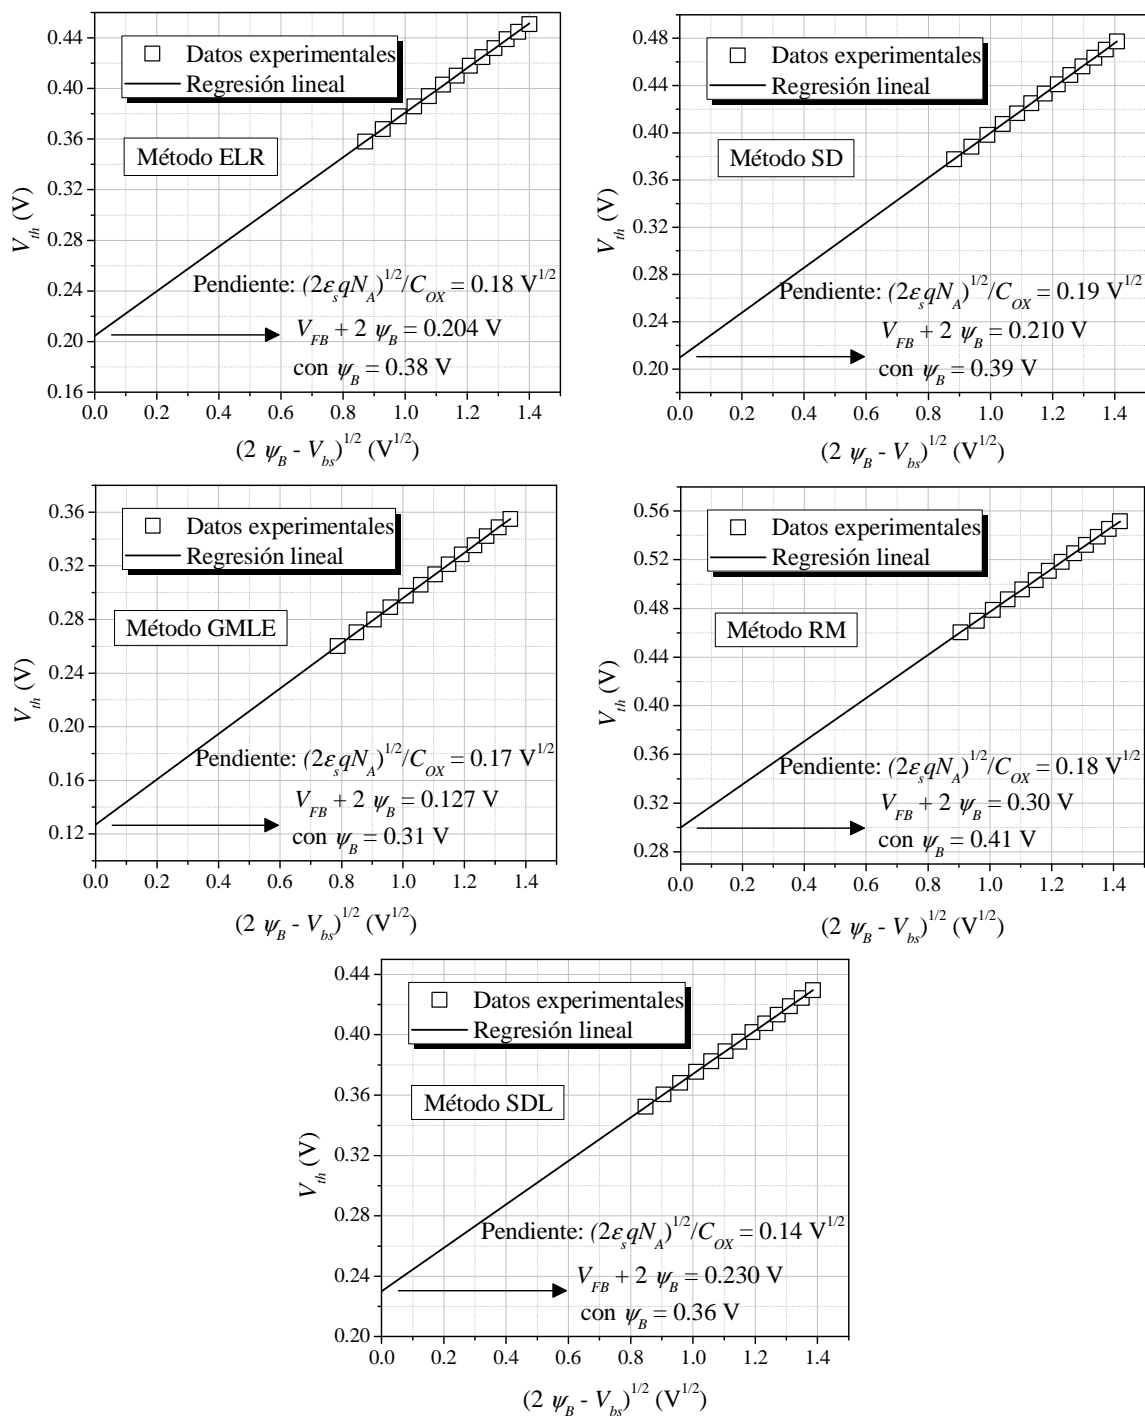 Datos experimentales
Regresión lineal
Método ELR
V_th (V)
0.44
0.40
0.36
0.32
0.28
0.24
0.20
0.16
Pendiente: (2ε_s qN_A)^1/2/C_OX = 0.18 V^1/2
V_FB + 2 ψ_B = 0.204 V
con ψ_B = 0.38 V
0.0 0.2 0.4 0.6 0.8 1.0 1.2 1.4
(2 ψ_B - V_bs)^1/2 (V^1/2)
Datos experimentales
Regresión lineal
Método SD
V_th (V)
0.48
0.44
0.40
0.36
0.32
0.28
0.24
0.20
Pendiente: (2ε_s qN_A)^1/2/C_OX = 0.19 V^1/2
V_FB + 2 ψ_B = 0.210 V
con ψ_B = 0.39 V
0.0 0.2 0.4 0.6 0.8 1.0 1.2 1.4
(2 ψ_B - V_bs)^1/2 (V^1/2)
Datos experimentales
Regresión lineal
Método GMLE
V_th (V)
0.36
0.32
0.28
0.24
0.20
0.16
0.12
Pendiente: (2ε_s qN_A)^1/2/C_OX = 0.17 V^1/2
V_FB + 2 ψ_B = 0.127 V
con ψ_B = 0.31 V
0.0 0.2 0.4 0.6 0.8 1.0 1.2 1.4
(2 ψ_B - V_bs)^1/2 (V^1/2)
Datos experimentales
Regresión lineal
Método RM
V_th (V)
0.56
0.52
0.48
0.44
0.40
0.36
0.32
0.28
Pendiente: (2ε_s qN_A)^1/2/C_OX = 0.18 V^1/2
V_FB + 2 ψ_B = 0.30 V
con ψ_B = 0.41 V
0.0 0.2 0.4 0.6 0.8 1.0 1.2 1.4
(2 ψ_B - V_bs)^1/2 (V^1/2)
Datos experimentales
Regresión lineal
Método SDL
V_th (V)
0.44
0.40
0.36
0.32
0.28
0.24
0.20
Pendiente: (2ε_s qN_A)^1/2/C_OX = 0.14 V^1/2
V_FB + 2 ψ_B = 0.230 V
con ψ_B = 0.36 V
0.0 0.2 0.4 0.6 0.8 1.0 1.2 1.4
(2 ψ_B - V_bs)^1/2 (V^1/2)